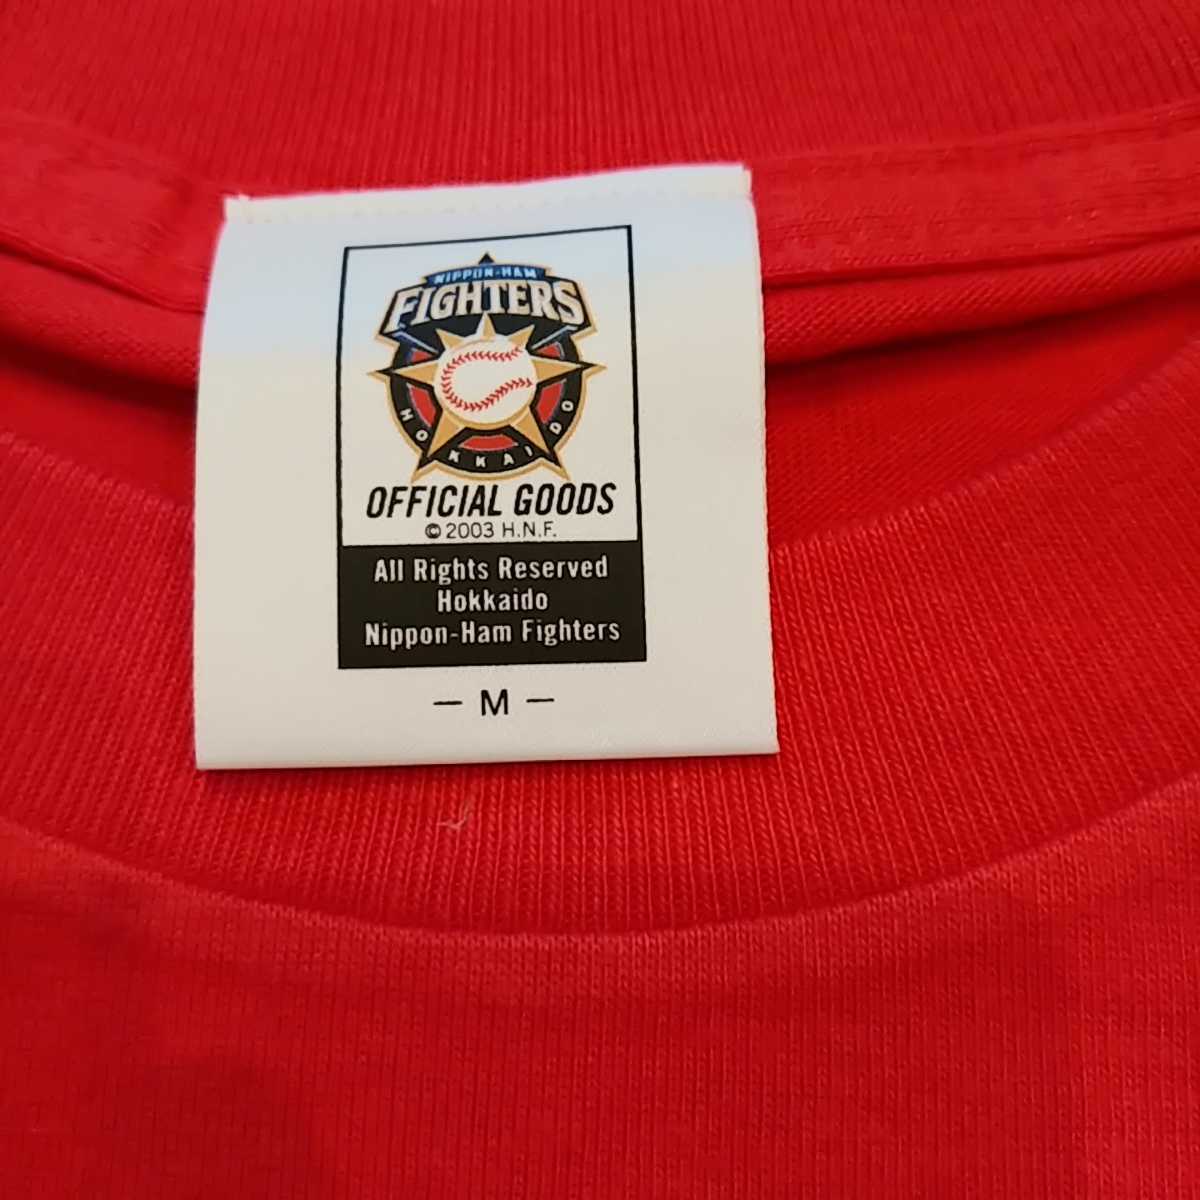 NIPPON-HAM
FIGHTERS
HOKKAIDO
OFFICIAL GOODS
© 2003 H.N.F.
All Rights Reserved
Hokkaido
Nippon-Ham Fighters
— M —